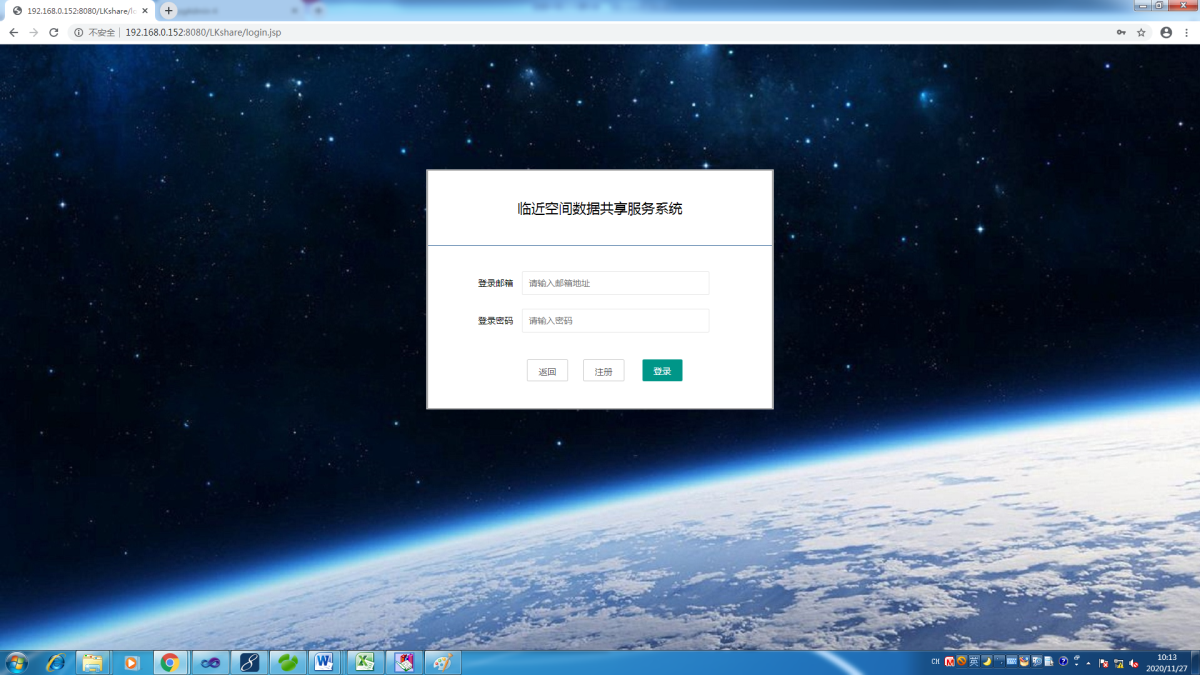 192.168.0.152:8080/LKshare/lo
不安全
192.168.0.152:8080/LKshare/login.jsp
临近空间数据共享服务系统
登录邮箱
请输入邮箱地址
登录密码
请输入密码
返回
注册
登录
CH
英
10:13
2020/11/27